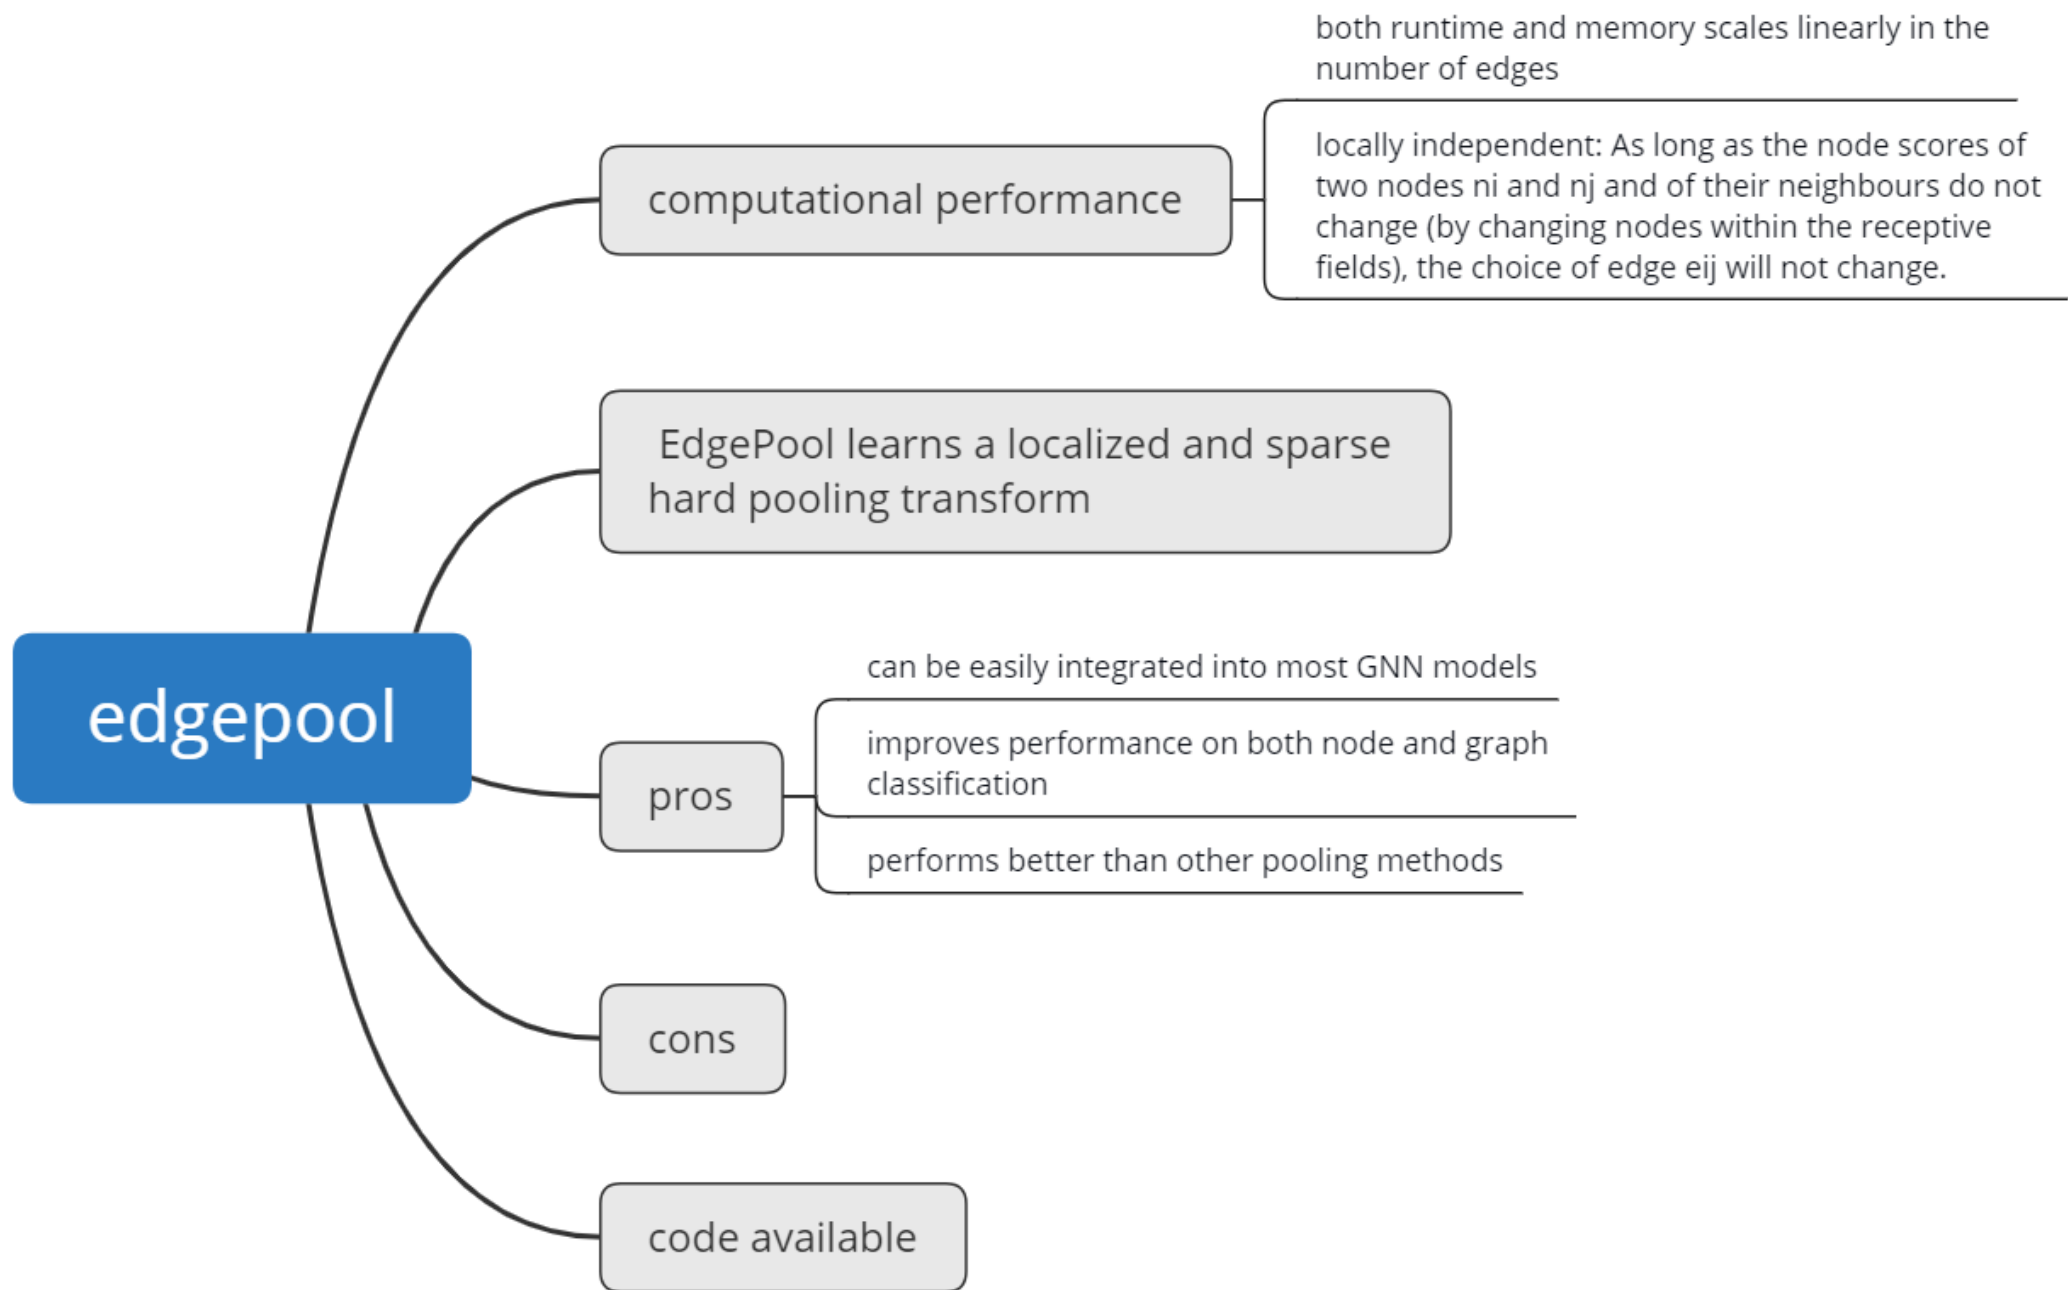 both runtime and memory scales linearly in the
number of edges
locally independent: As long as the node scores of
two nodes ni and nj and of their neighbours do not
change (by changing nodes within the receptive
fields), the choice of edge eij will not change.
computational performance
EdgePool learns a localized and sparse
hard pooling transform
edgepool
can be easily integrated into most GNN models
improves performance on both node and graph
classification
performs better than other pooling methods
pros
cons
code available